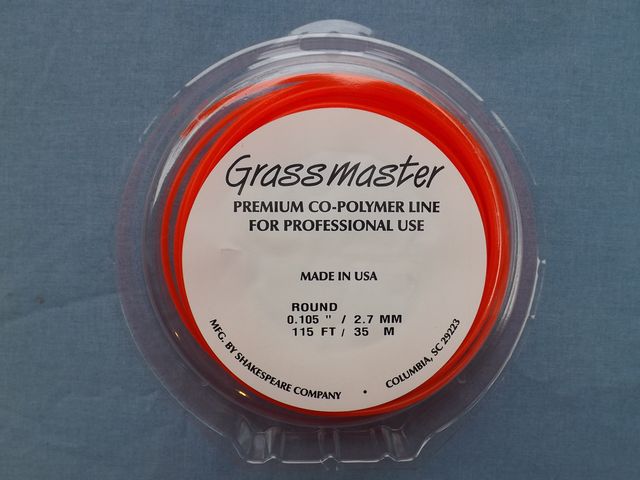 Grassmaster
PREMIUM CO-POLYMER LINE
FOR PROFESSIONAL USE
MADE IN USA
ROUND
0.105 " / 2.7 MM
115 FT / 35 M
MFG. BY SHAKESPEARE COMPANY • COLUMBIA, SC 29223